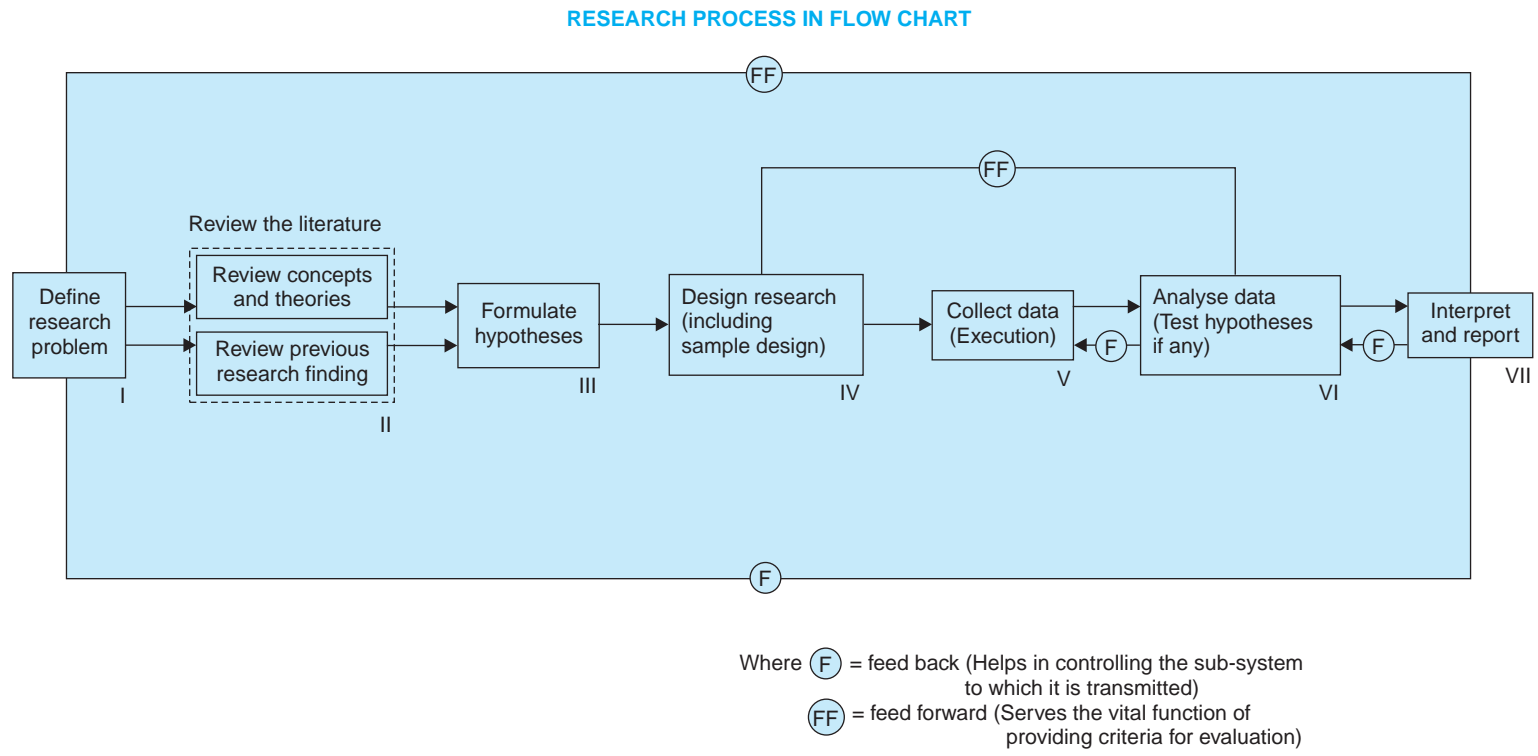 RESEARCH PROCESS IN FLOW CHART
FF
FF
Review the literature
Define
research
problem
I
Review concepts
and theories
Review previous
research finding
II
Formulate
hypotheses
III
Design research
(including
sample design)
IV
Collect data
(Execution)
V
F
Analyse data
(Test hypotheses
if any)
VI
F
Interpret
and report
VII
F
Where F = feed back (Helps in controlling the sub-system
to which it is transmitted)
FF = feed forward (Serves the vital function of
providing criteria for evaluation)